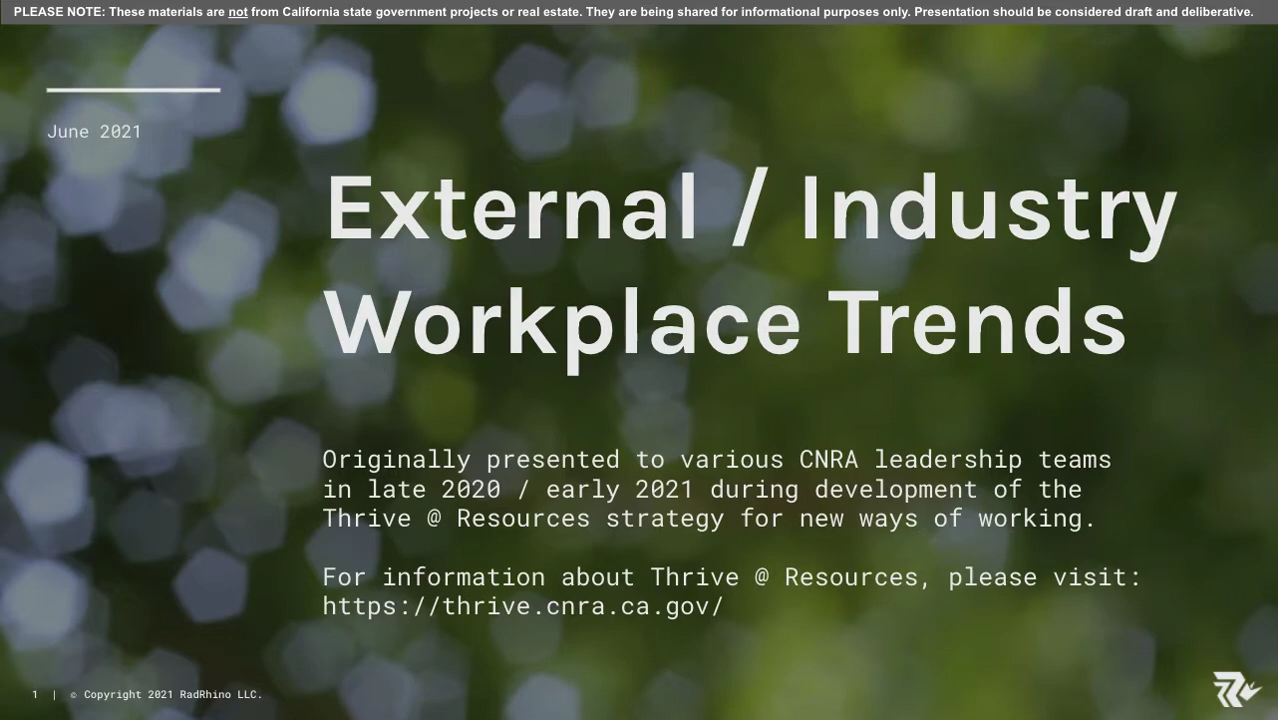 PLEASE NOTE: These materials are not from California state government projects or real estate. They are being shared for informational purposes only. Presentation should be considered draft and deliberative.
June 2021
External / Industry
Workplace Trends
Originally presented to various CNRA leadership teams
in late 2020 / early 2021 during development of the
Thrive @ Resources strategy for new ways of working.
For information about Thrive @ Resources, please visit:
https://thrive.cnra.ca.gov/
1 | © Copyright 2021 RadRhino LLC.